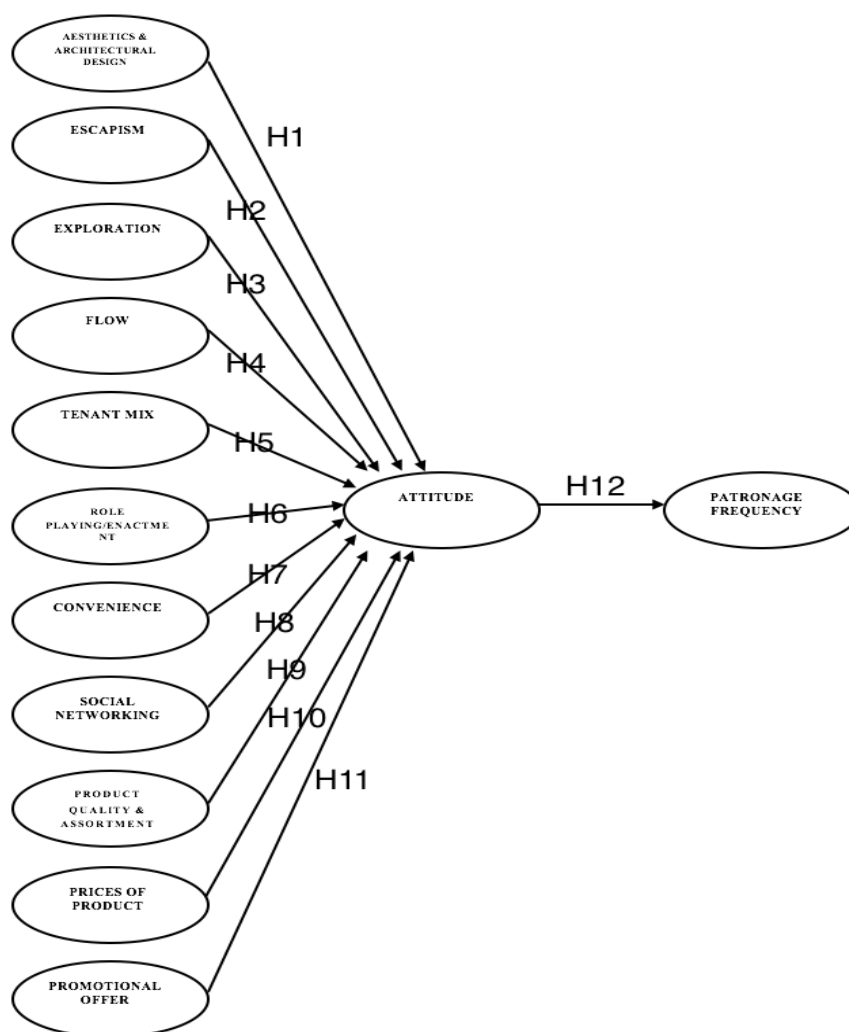 AESTHETICS &
ARCHITECTURAL
DESIGN
H1
ESCAPISM
H2
EXPLORATION
H3
FLOW
H4
TENANT MIX
H5
ROLE
PLAYING/ENACTME
NT
H6
ATTITUDE
H12
PATRONAGE
FREQUENCY
CONVENIENCE
H7
SOCIAL
NETWORKING
H8
PRODUCT
QUALITY &
ASSORTMENT
H9
PRICES OF
PRODUCT
H10
PROMOTIONAL
OFFER
H11